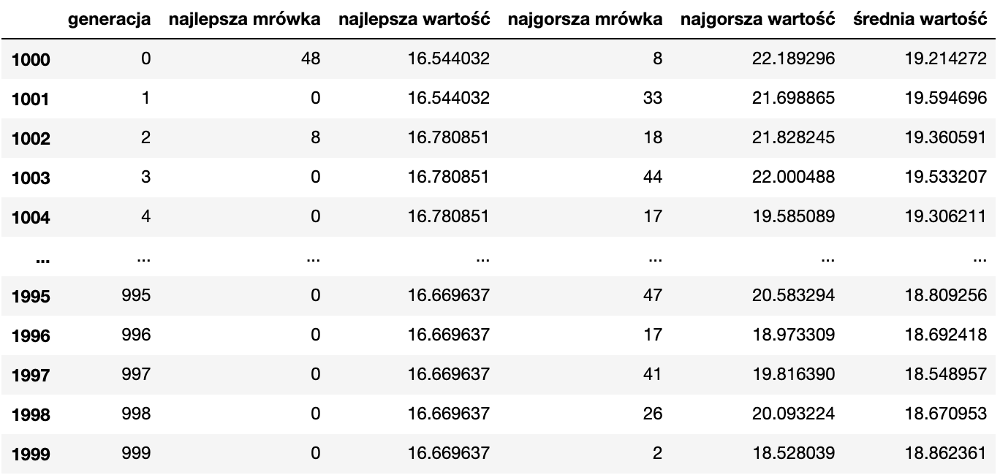 generacja najlepsza mrówka najlepsza wartość najgorsza mrówka najgorsza wartość średnia wartość
1000 0 48 16.544032 8 22.189296 19.214272
1001 1 0 16.544032 33 21.698865 19.594696
1002 2 8 16.780851 18 21.828245 19.360591
1003 3 0 16.780851 44 22.000488 19.533207
1004 4 0 16.780851 17 19.585089 19.306211
... ... ... ... ... ... ...
1995 995 0 16.669637 47 20.583294 18.809256
1996 996 0 16.669637 17 18.973309 18.692418
1997 997 0 16.669637 41 19.816390 18.548957
1998 998 0 16.669637 26 20.093224 18.670953
1999 999 0 16.669637 2 18.528039 18.862361